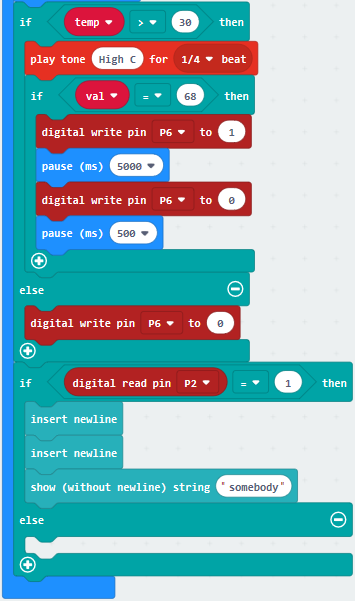 if temp > 30 then
play tone High C for 1/4 beat
if val = 68 then
digital write pin P6 to 1
pause (ms) 5000
digital write pin P6 to 0
pause (ms) 500
else
digital write pin P6 to 0
if digital read pin P2 = 1 then
insert newline
insert newline
show (without newline) string "somebody"
else